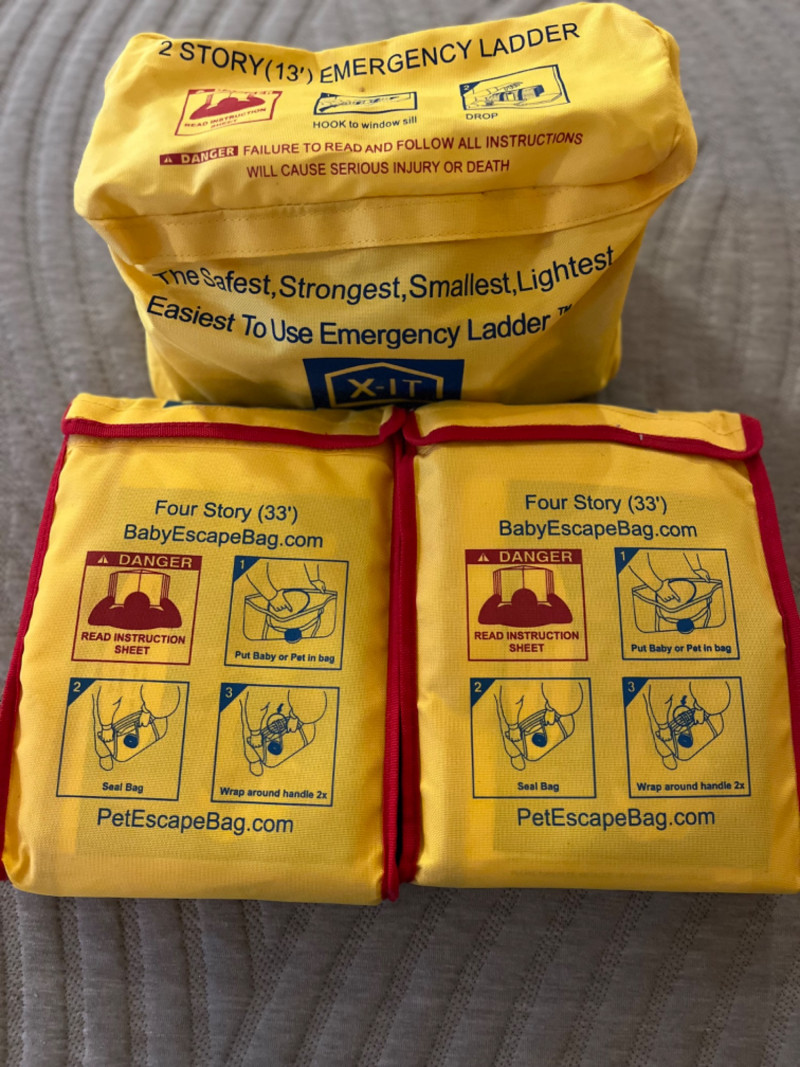 2 STORY(13') EMERGENCY LADDER
READ INSTRUCTION
SHEET
HOOK to window sill
2
DROP
DANGER FAILURE TO READ AND FOLLOW ALL INSTRUCTIONS
WILL CAUSE SERIOUS INJURY OR DEATH
The Safest,Strongest,Smallest,Lightest
Easiest To Use Emergency Ladder™
X-IT
Four Story (33')
BabyEscapeBag.com
DANGER
READ INSTRUCTION
SHEET
1
Put Baby or Pet in bag
2
Seal Bag
3
Wrap around handle 2x
PetEscapeBag.com
Four Story (33')
BabyEscapeBag.com
DANGER
READ INSTRUCTION
SHEET
1
Put Baby or Pet in bag
2
Seal Bag
3
Wrap around handle 2x
PetEscapeBag.com